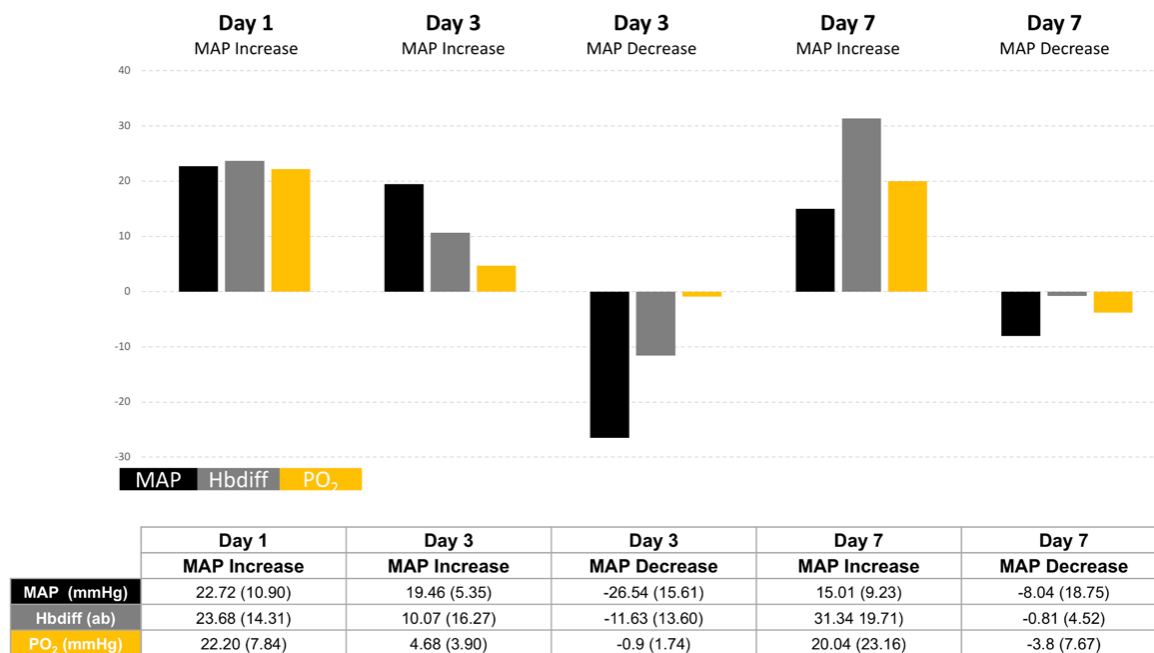 Day 1 Day 3 Day 3 Day 7 Day 7
MAP Increase MAP Increase MAP Decrease MAP Increase MAP Decrease
40
30
20
10
0
-10
-20
-30
MAP Hbdiff PO₂
Day 1 Day 3 Day 3 Day 7 Day 7
MAP Increase MAP Increase MAP Decrease MAP Increase MAP Decrease
MAP (mmHg) 22.72 (10.90) 19.46 (5.35) -26.54 (15.61) 15.01 (9.23) -8.04 (18.75)
Hbdiff (ab) 23.68 (14.31) 10.07 (16.27) -11.63 (13.60) 31.34 19.71) -0.81 (4.52)
PO₂ (mmHg) 22.20 (7.84) 4.68 (3.90) -0.9 (1.74) 20.04 (23.16) -3.8 (7.67)